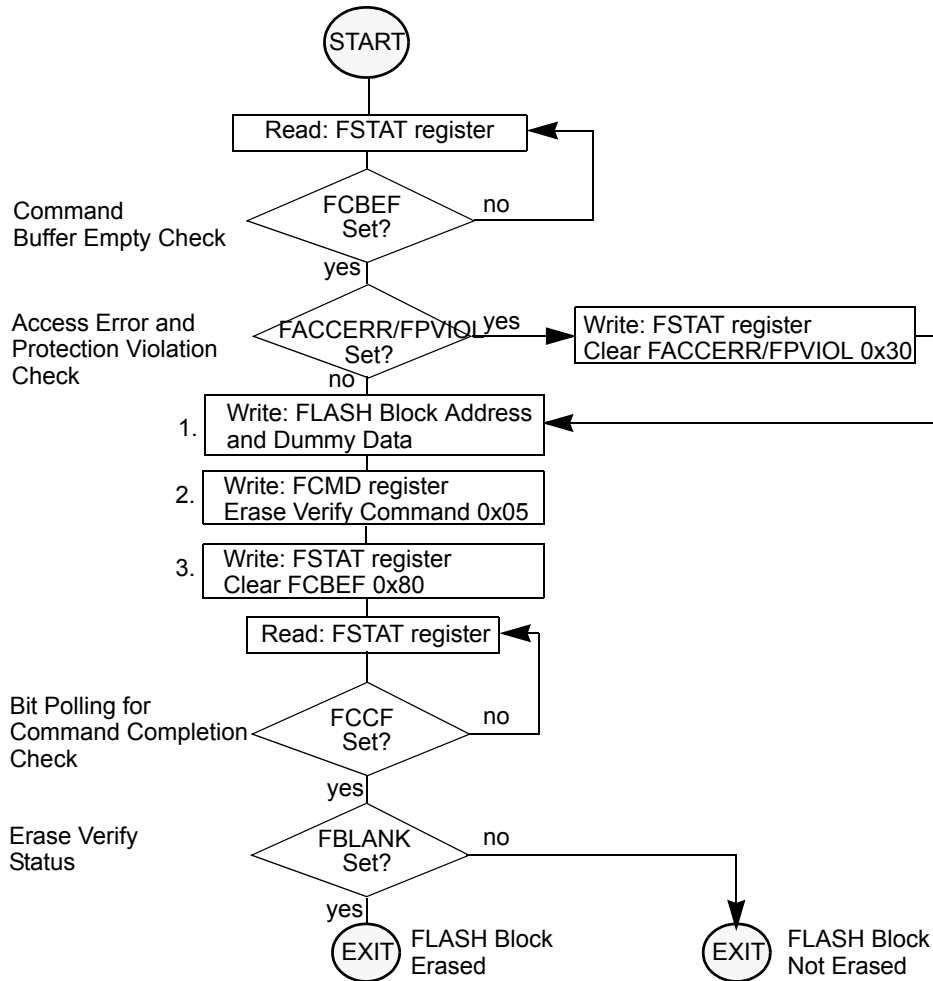 START
Read: FSTAT register
FCBEF
Set?
no
Command
Buffer Empty Check
yes
Access Error and
Protection Violation
Check
FACCERR/FPVIOL
Set?
yes
Write: FSTAT register
Clear FACCERR/FPVIOL 0x30
no
1.
Write: FLASH Block Address
and Dummy Data
2.
Write: FCMD register
Erase Verify Command 0x05
3.
Write: FSTAT register
Clear FCBEF 0x80
Read: FSTAT register
Bit Polling for
Command Completion
Check
FCCF
Set?
no
yes
Erase Verify
Status
FBLANK
Set?
no
yes
EXIT
FLASH Block
Erased
EXIT
FLASH Block
Not Erased